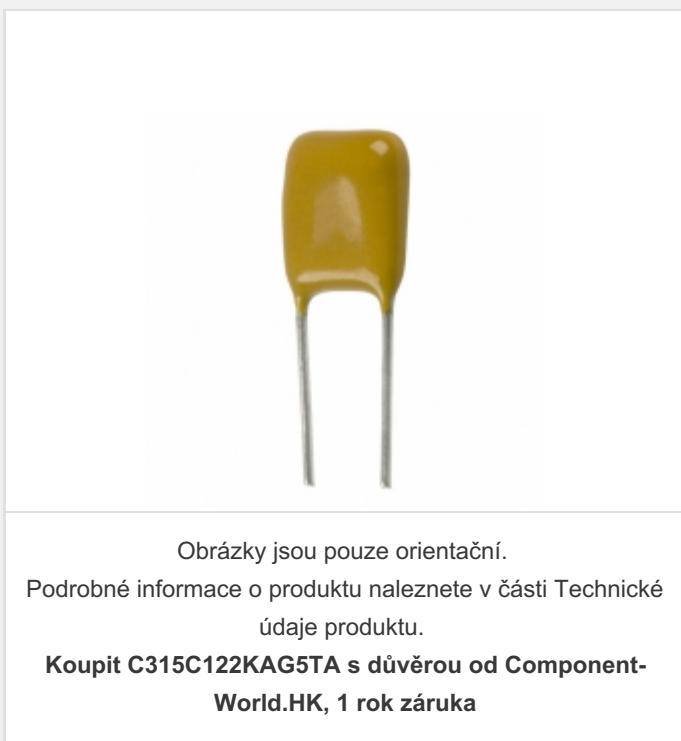 Obrázky jsou pouze orientační.
Podrobné informace o produktu naleznete v části Technické
údaje produktu.
Koupit C315C122KAG5TA s důvěrou od Component-
World.HK, 1 rok záruka